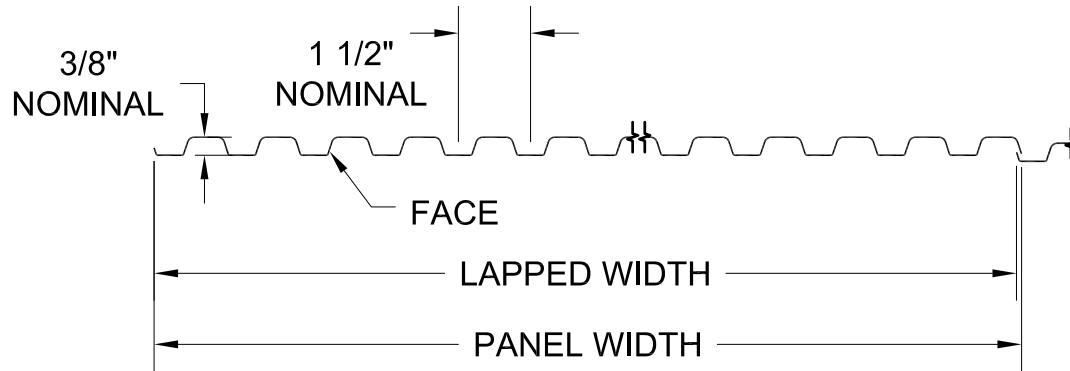 3/8"
NOMINAL
1 1/2"
NOMINAL
FACE
LAPPED WIDTH
PANEL WIDTH